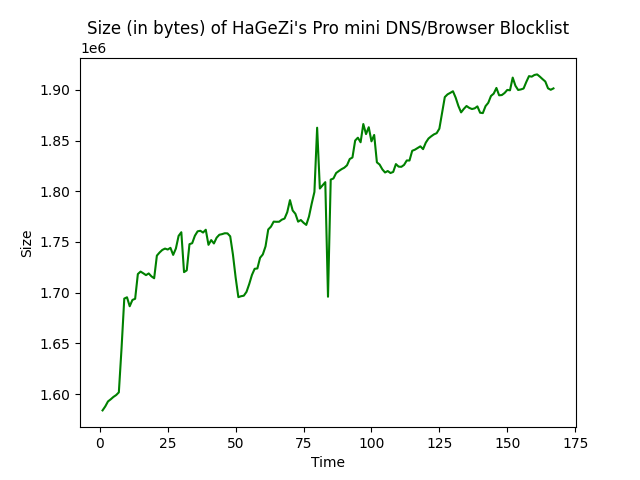 Size (in bytes) of HaGeZi's Pro mini DNS/Browser Blocklist
1e6
1.90
1.85
1.80
1.75
1.70
1.65
1.60
Size
0 25 50 75 100 125 150 175
Time